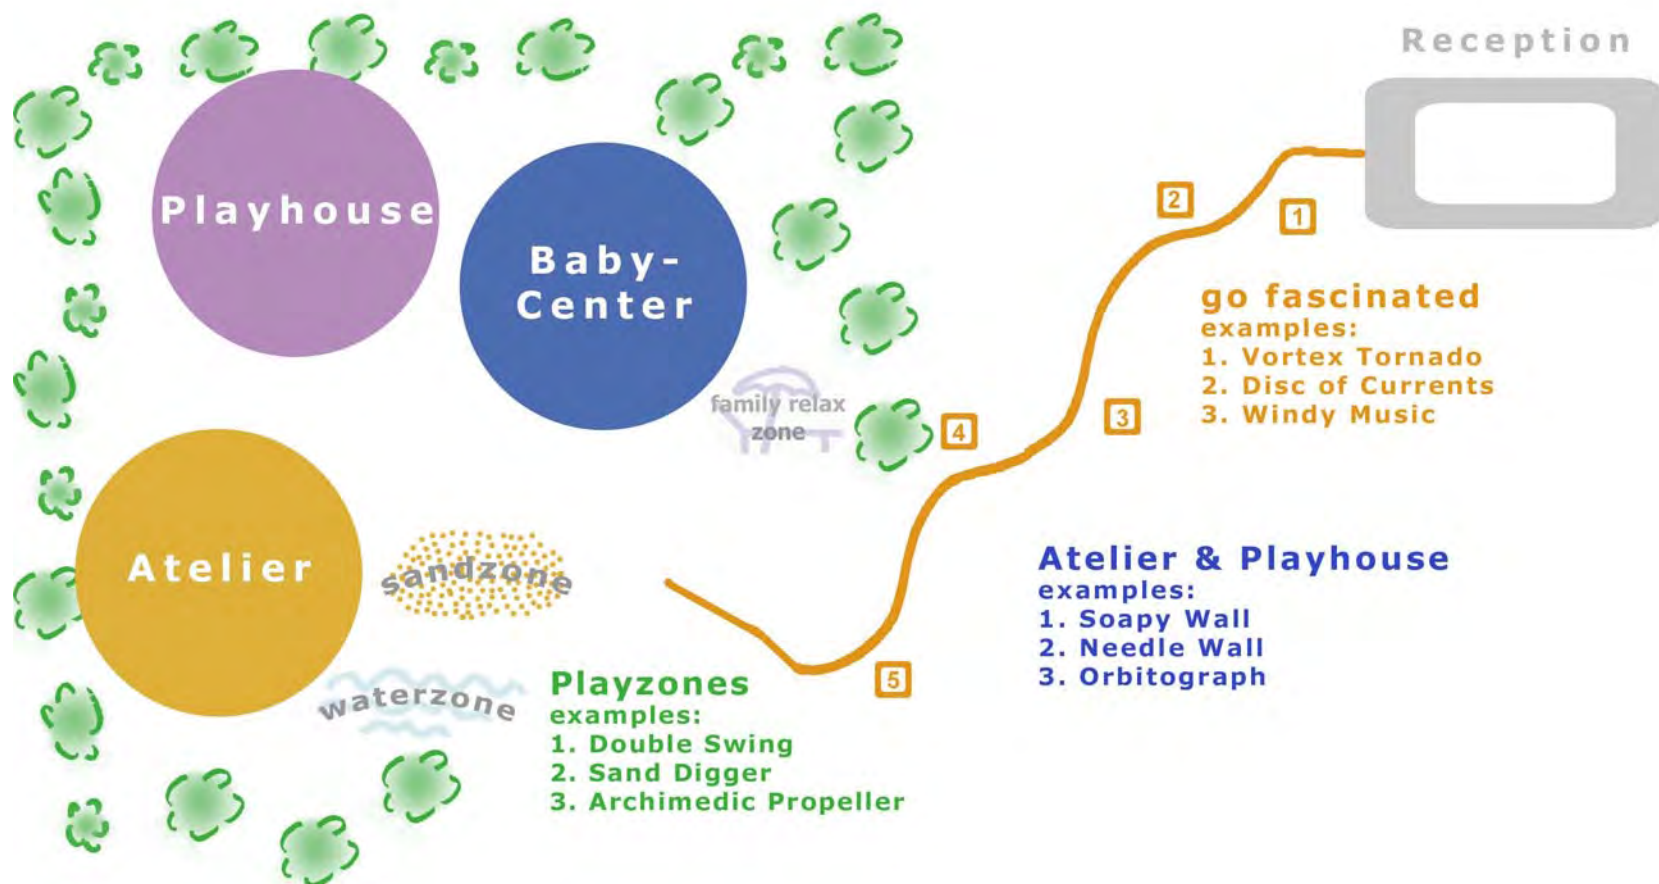 Reception
Playhouse
Baby-
Center
2
1
go fascinated
examples:
1. Vortex Tornado
2. Disc of Currents
3. Windy Music
family relax
zone
4
3
Atelier
sandzone
Atelier & Playhouse
examples:
1. Soapy Wall
2. Needle Wall
3. Orbitograph
waterzone
5
Playzones
examples:
1. Double Swing
2. Sand Digger
3. Archimedic Propeller